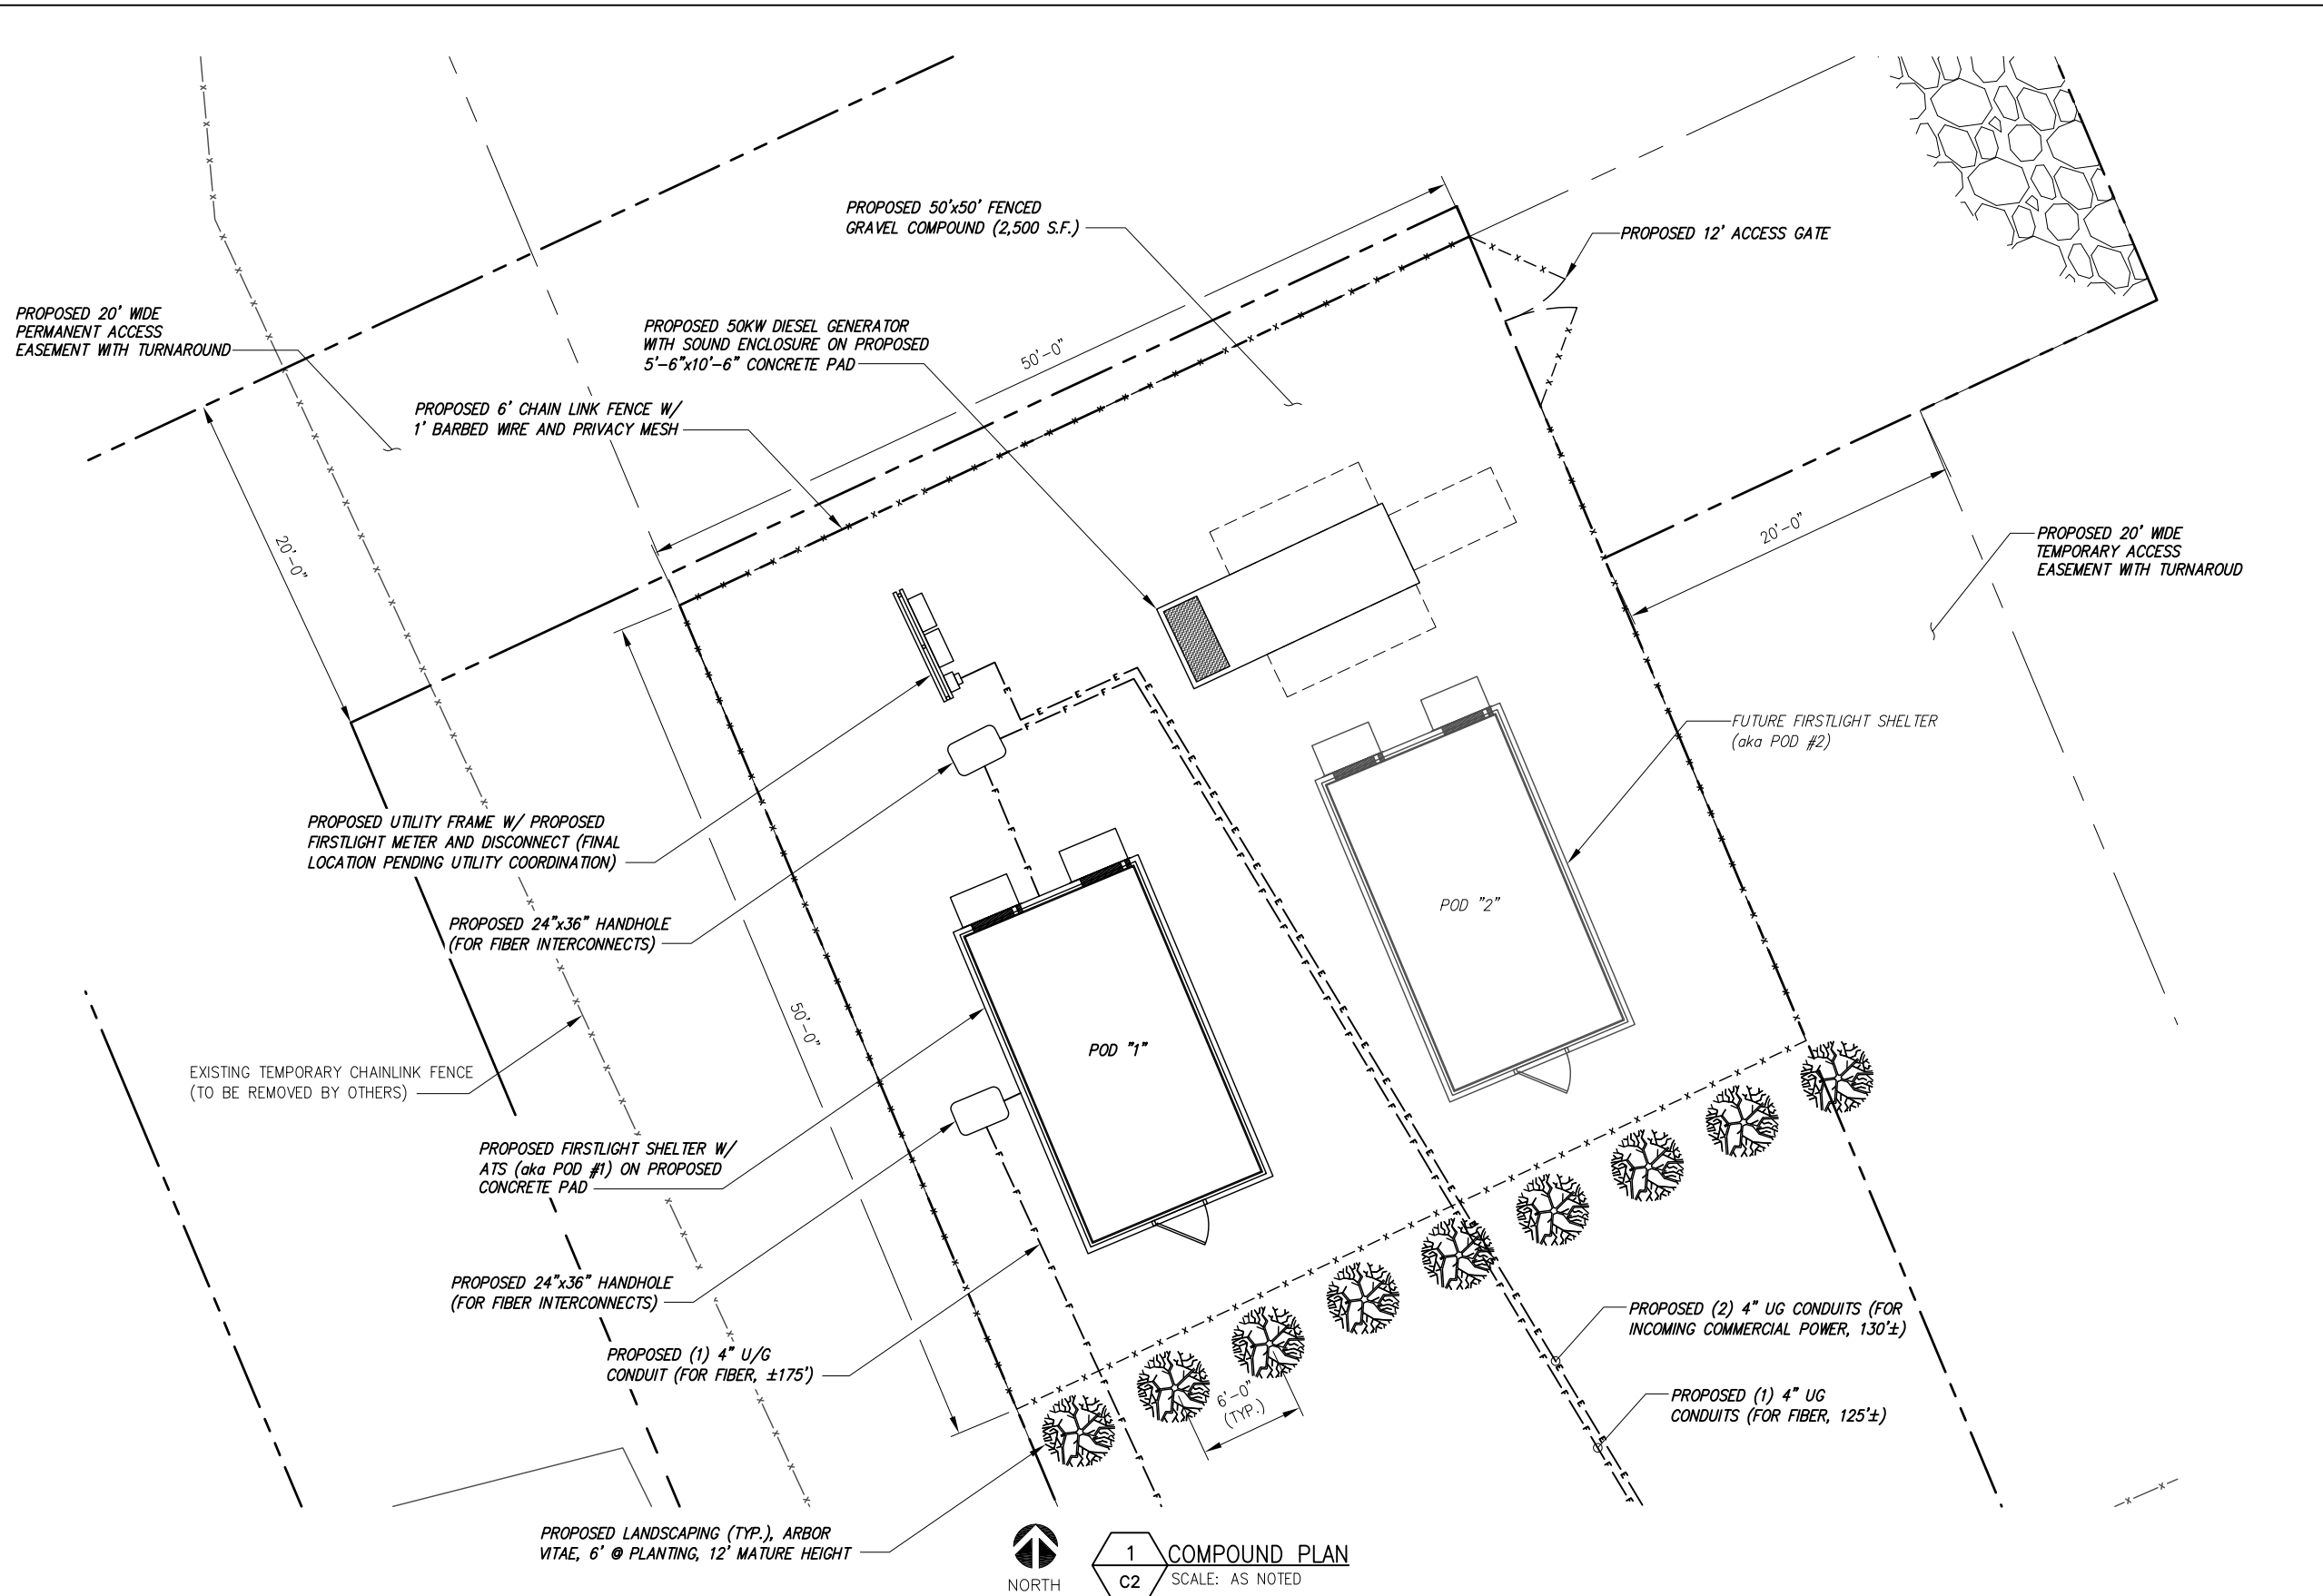 PROPOSED 50'x50' FENCED
GRAVEL COMPOUND (2,500 S.F.)
PROPOSED 12' ACCESS GATE
PROPOSED 20' WIDE
PERMANENT ACCESS
EASEMENT WITH TURNAROUND
PROPOSED 50KW DIESEL GENERATOR
WITH SOUND ENCLOSURE ON PROPOSED
5'-6"x10'-6" CONCRETE PAD
50'-0"
PROPOSED 6' CHAIN LINK FENCE W/
1' BARBED WIRE AND PRIVACY MESH
20'-0"
20'-0"
PROPOSED 20' WIDE
TEMPORARY ACCESS
EASEMENT WITH TURNAROUD
FUTURE FIRSTLIGHT SHELTER
(aka POD #2)
PROPOSED UTILITY FRAME W/ PROPOSED
FIRSTLIGHT METER AND DISCONNECT (FINAL
LOCATION PENDING UTILITY COORDINATION)
POD "2"
PROPOSED 24"x36" HANDHOLE
(FOR FIBER INTERCONNECTS)
50'-0"
POD "1"
EXISTING TEMPORARY CHAINLINK FENCE
(TO BE REMOVED BY OTHERS)
PROPOSED FIRSTLIGHT SHELTER W/
ATS (aka POD #1) ON PROPOSED
CONCRETE PAD
PROPOSED 24"x36" HANDHOLE
(FOR FIBER INTERCONNECTS)
PROPOSED (2) 4" UG CONDUITS (FOR
INCOMING COMMERCIAL POWER, 130'±)
PROPOSED (1) 4" U/G
CONDUIT (FOR FIBER, ±175')
6'-0"
(TYP.)
PROPOSED (1) 4" UG
CONDUITS (FOR FIBER, 125'±)
PROPOSED LANDSCAPING (TYP.), ARBOR
VITAE, 6' @ PLANTING, 12' MATURE HEIGHT
NORTH
1
C2
COMPOUND PLAN
SCALE: AS NOTED